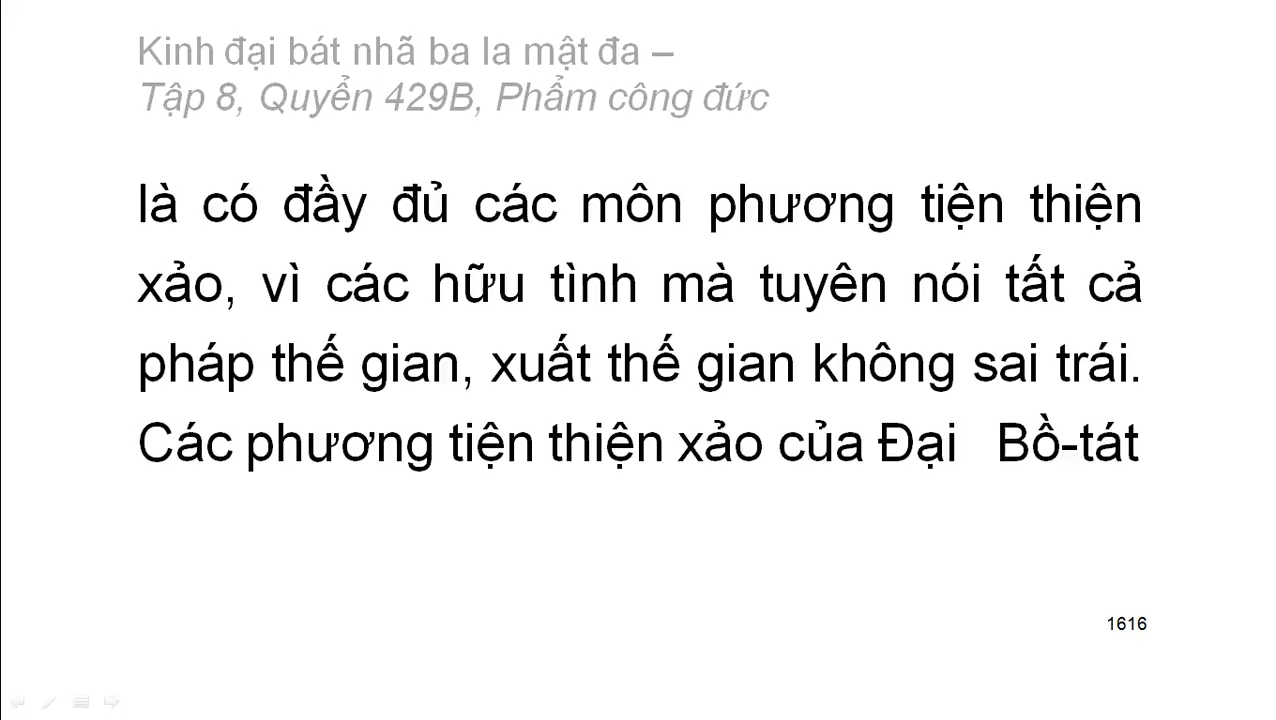 Kinh đại bát nhã ba la mật đa –
Tập 8, Quyển 429B, Phẩm công đức
là có đầy đủ các môn phương tiện thiện
xảo, vì các hữu tình mà tuyên nói tất cả
pháp thế gian, xuất thế gian không sai trái.
Các phương tiện thiện xảo của Đại Bồ-tát
1616